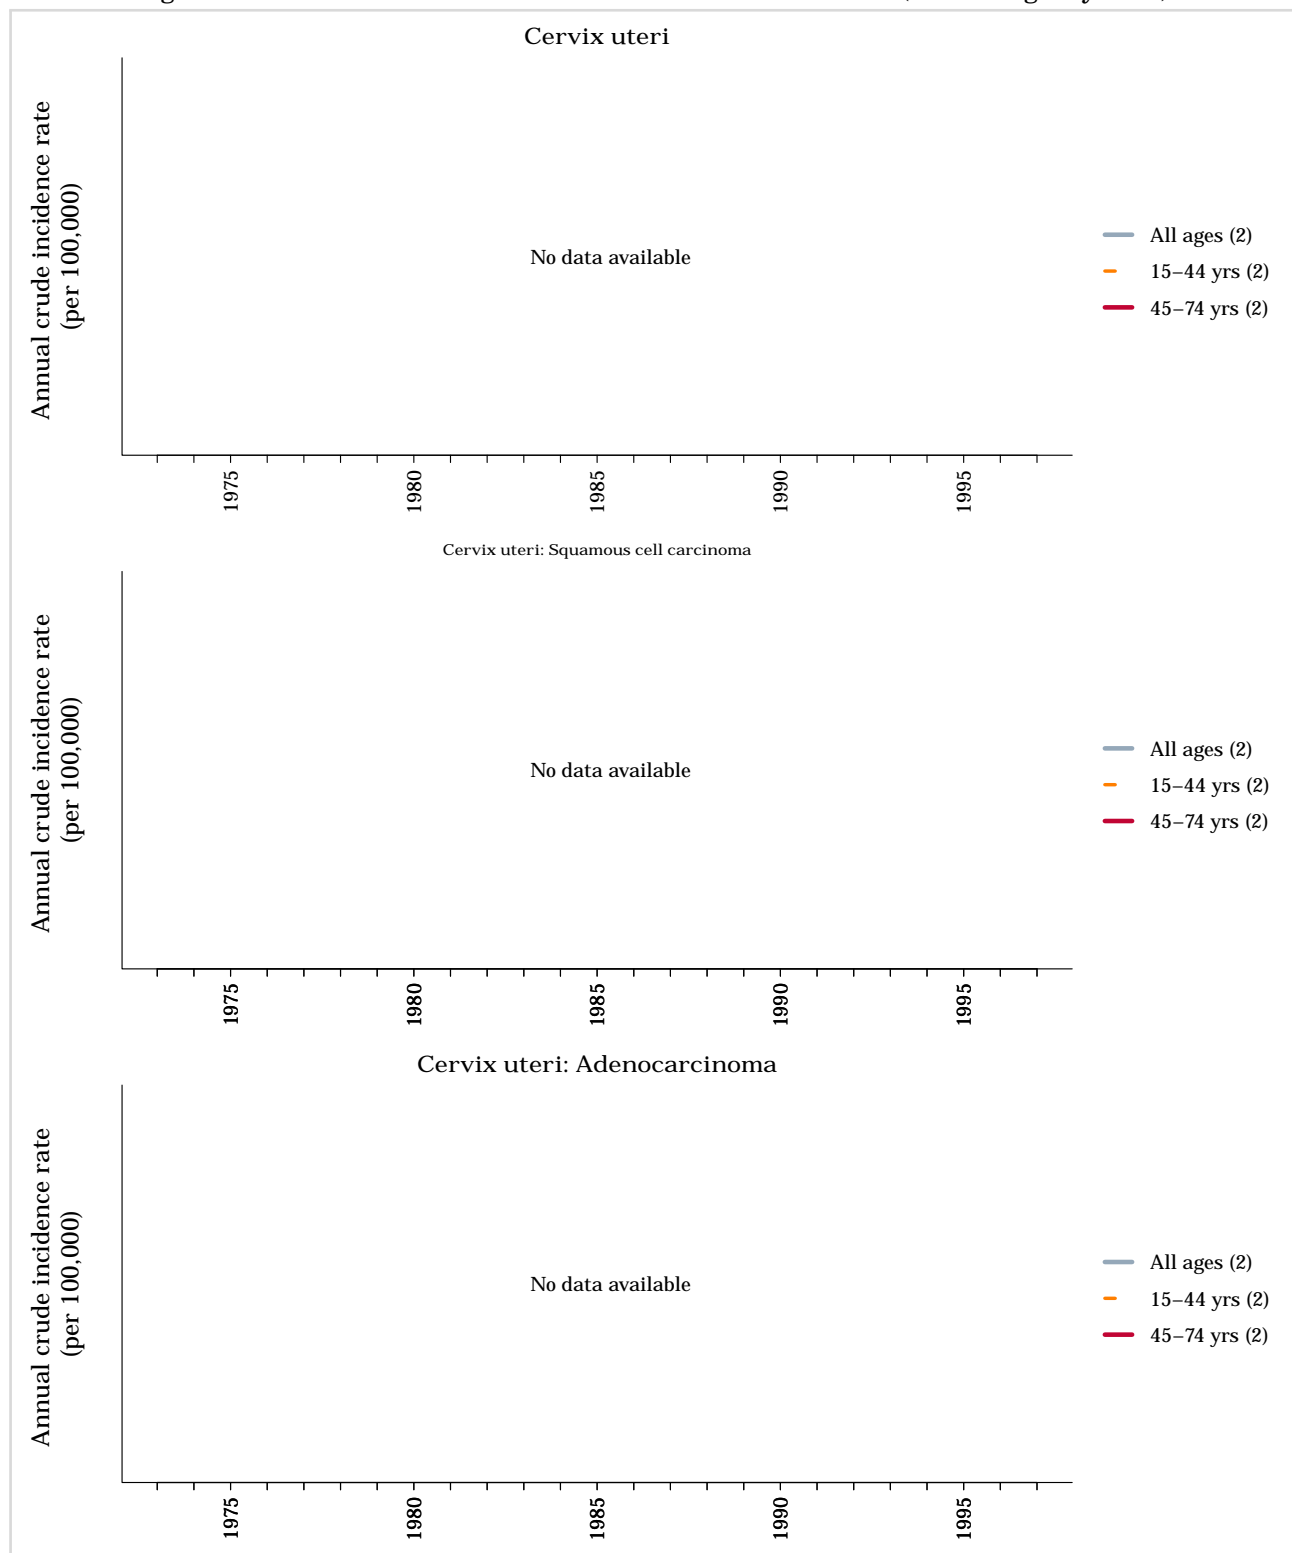 Cervix uteri
Annual crude incidence rate
(per 100,000)
No data available
All ages (2)
15–44 yrs (2)
45–74 yrs (2)
1975
1980
1985
1990
1995
Cervix uteri: Squamous cell carcinoma
Annual crude incidence rate
(per 100,000)
No data available
All ages (2)
15–44 yrs (2)
45–74 yrs (2)
1975
1980
1985
1990
1995
Cervix uteri: Adenocarcinoma
Annual crude incidence rate
(per 100,000)
No data available
All ages (2)
15–44 yrs (2)
45–74 yrs (2)
1975
1980
1985
1990
1995